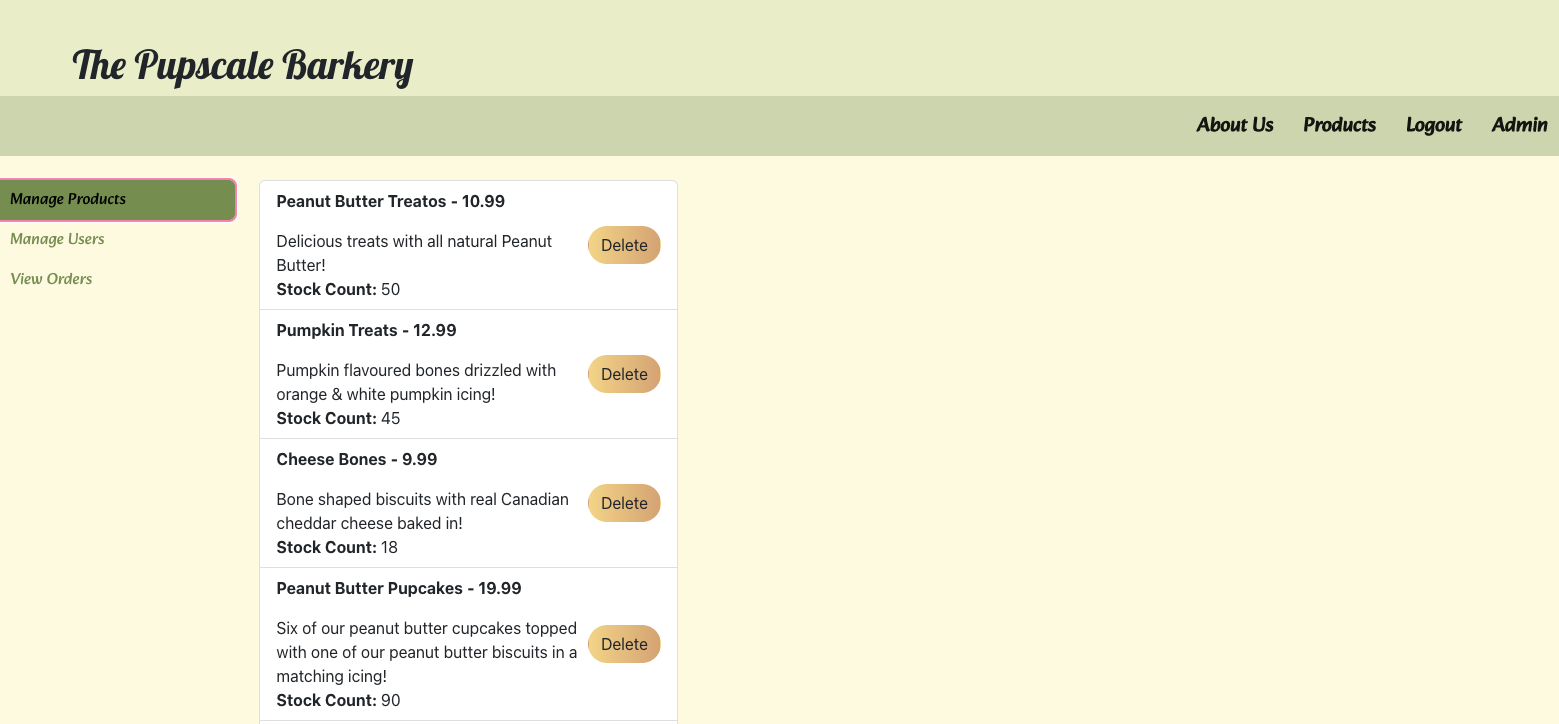 The Pupscale Barkery
About Us Products Logout Admin
Manage Products
Manage Users
View Orders
Peanut Butter Treatos - 10.99
Delicious treats with all natural Peanut
Butter!
Stock Count: 50
Delete
Pumpkin Treats - 12.99
Pumpkin flavoured bones drizzled with
orange & white pumpkin icing!
Stock Count: 45
Delete
Cheese Bones - 9.99
Bone shaped biscuits with real Canadian
cheddar cheese baked in!
Stock Count: 18
Delete
Peanut Butter Pupcakes - 19.99
Six of our peanut butter cupcakes topped
with one of our peanut butter biscuits in a
matching icing!
Stock Count: 90
Delete